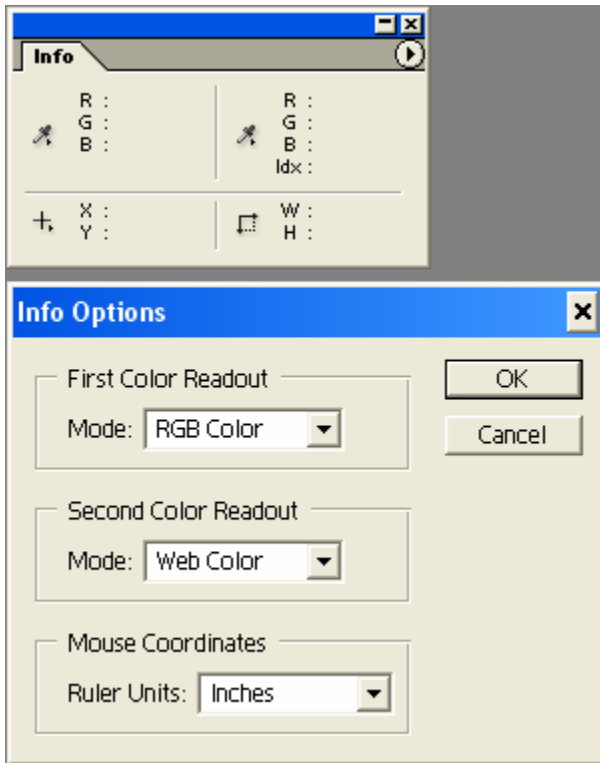 Info
R :
G :
B :
R :
G :
B :
Idx :
X :
Y :
W :
H :
Info Options
First Color Readout
Mode: RGB Color
OK
Cancel
Second Color Readout
Mode: Web Color
Mouse Coordinates
Ruler Units: Inches